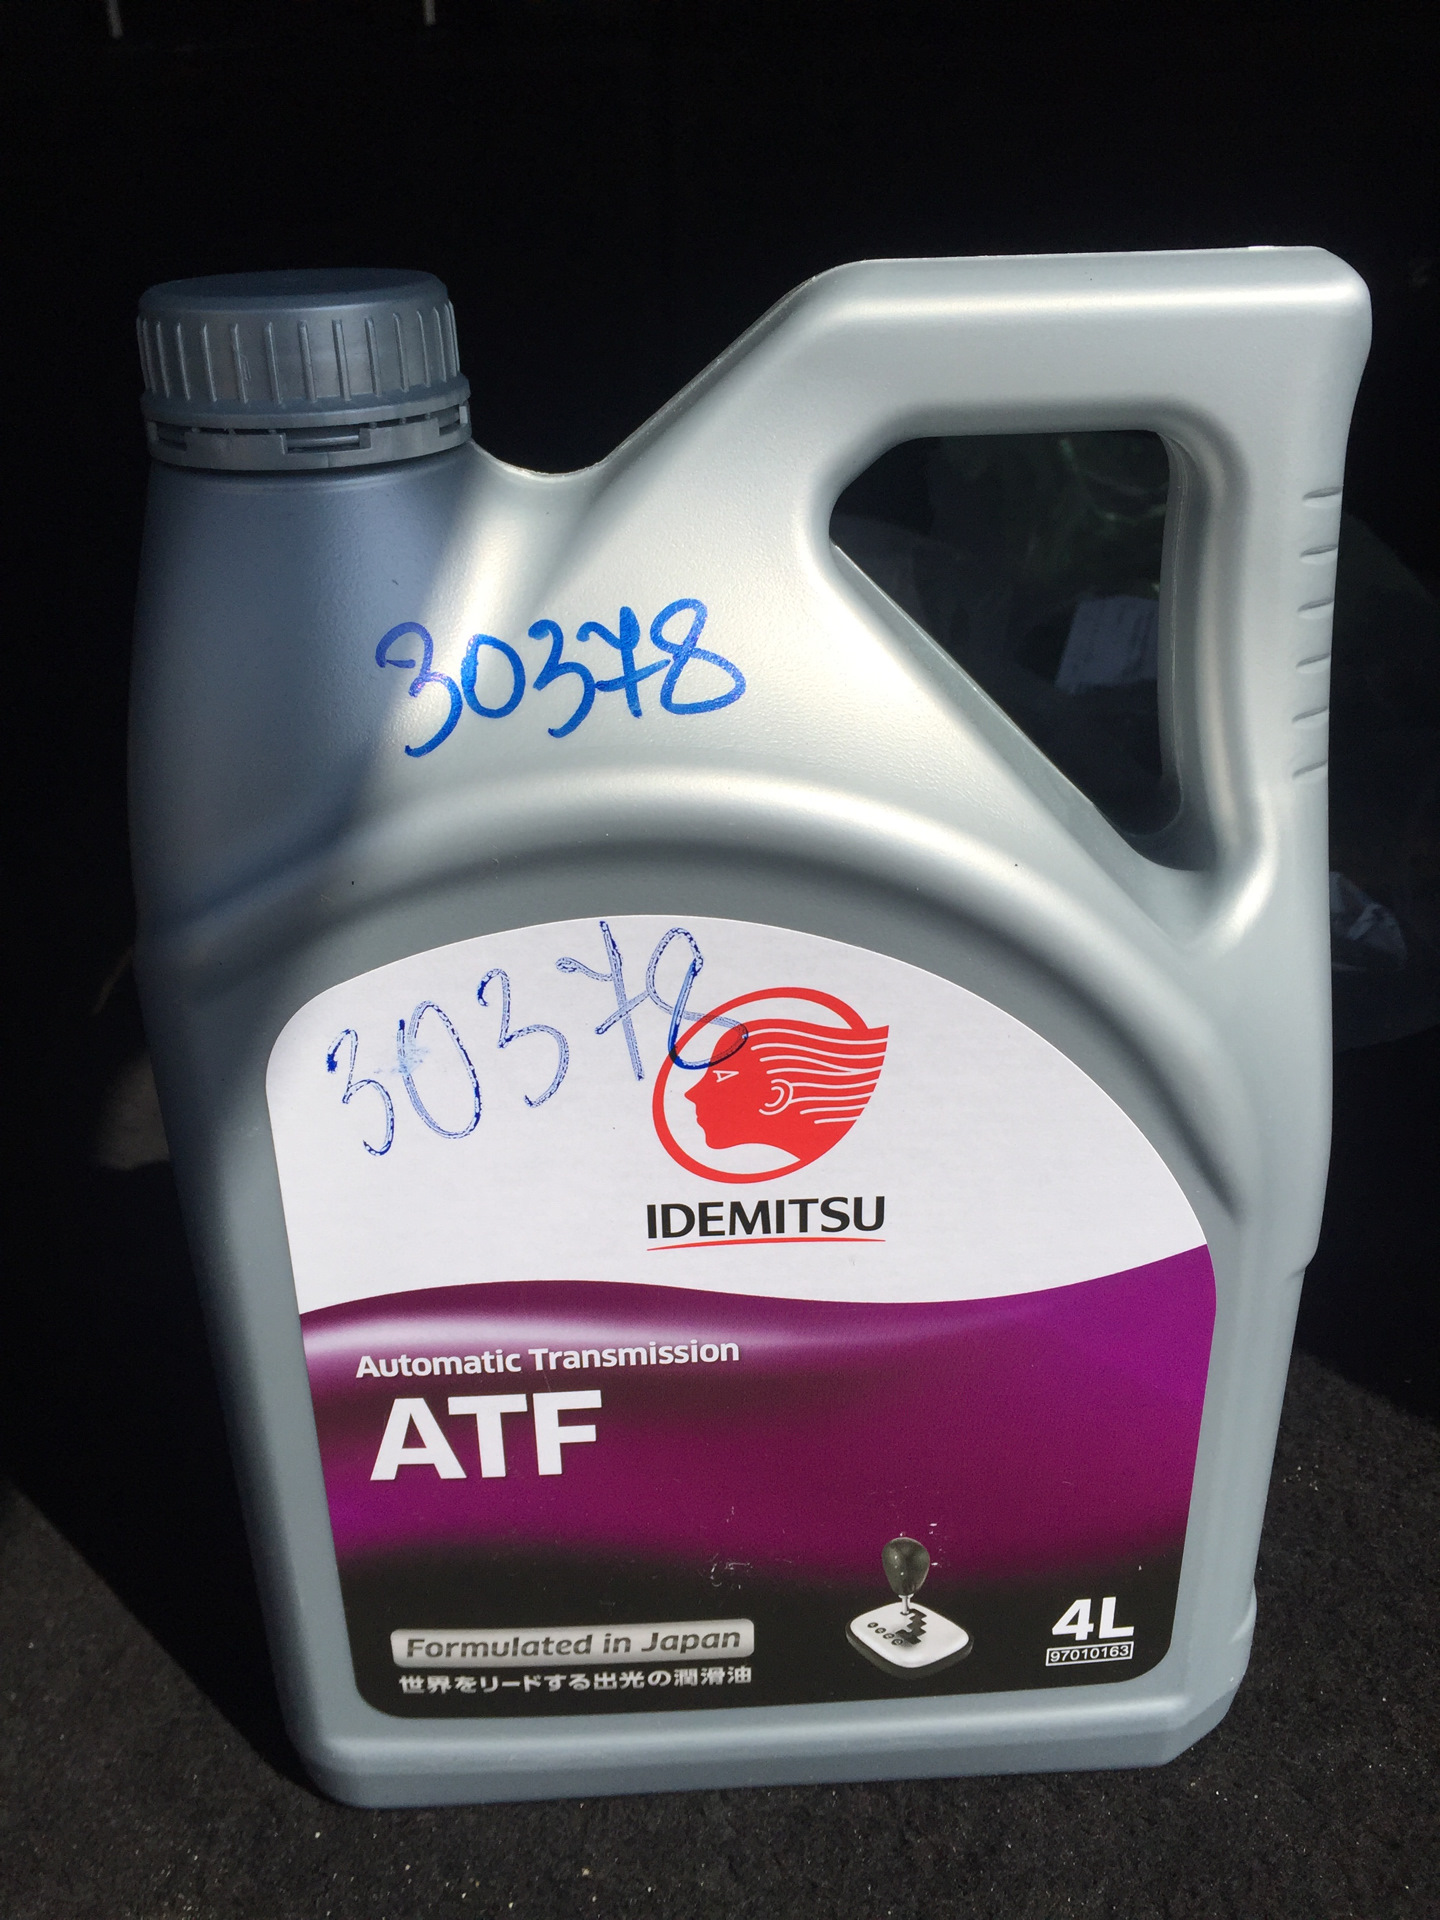 30378
30378
IDEMITSU
Automatic Transmission
ATF
Formulated in Japan
世界をリードする出光の潤滑油
4L
97010163